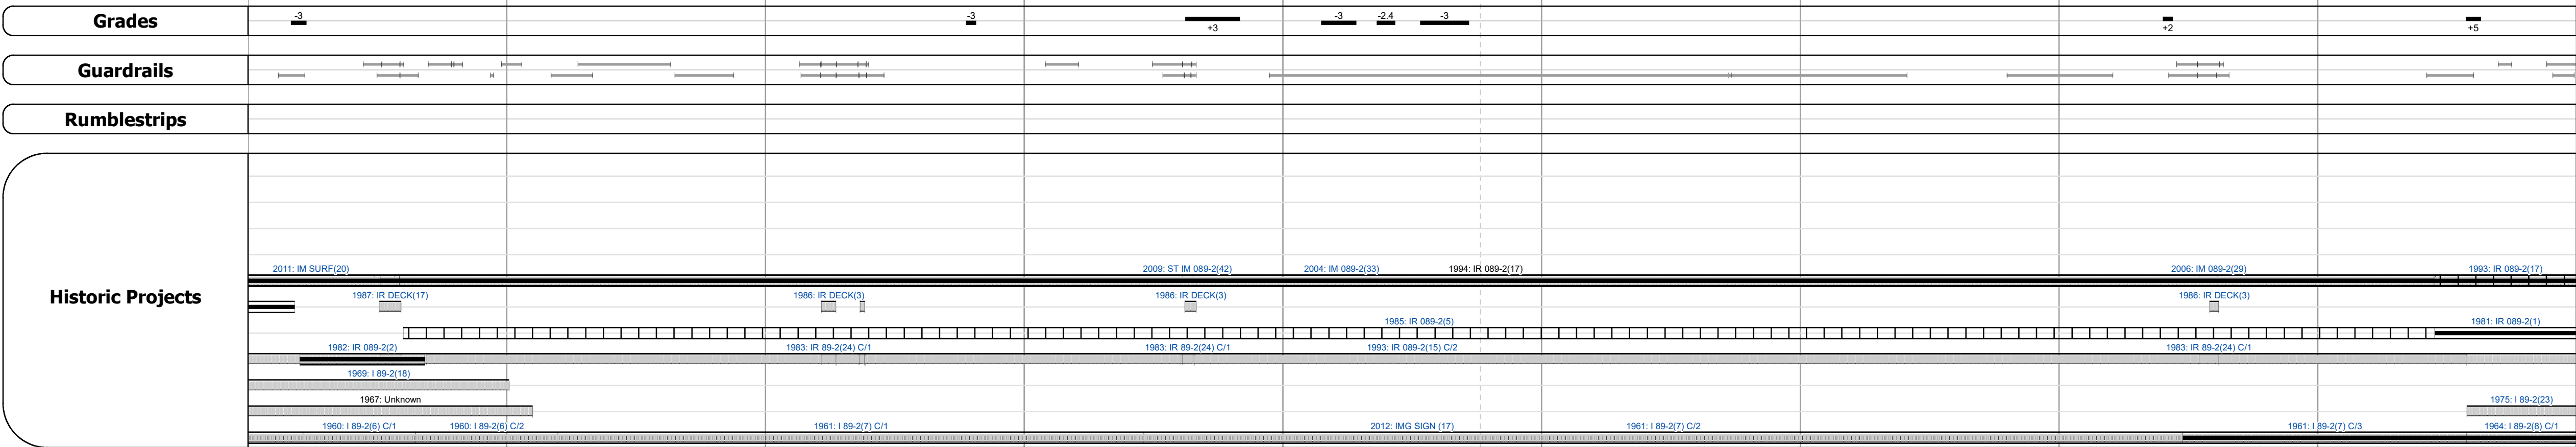 Grades
-3 -3 +3 -3 -2.4 -3 +2 +5
Guardrails
Rumblestrips
Historic Projects
2011: IM SURF(20) 2009: ST IM 089-2(42) 2004: IM 089-2(33) 1994: IR 089-2(17) 2006: IM 089-2(29) 1993: IR 089-2(17)
1987: IR DECK(17) 1986: IR DECK(3) 1986: IR DECK(3) 1986: IR DECK(3)
1985: IR 089-2(5) 1981: IR 089-2(1)
1982: IR 089-2(2) 1983: IR 89-2(24) C/1 1983: IR 89-2(24) C/1 1993: IR 089-2(15) C/2 1983: IR 89-2(24) C/1
1969: I 89-2(18)
1967: Unknown 1975: I 89-2(23)
1960: I 89-2(6) C/1 1960: I 89-2(6) C/2 1961: I 89-2(7) C/1 2012: IMG SIGN (17) 1961: I 89-2(7) C/2 1961: I 89-2(7) C/3 1964: I 89-2(8) C/1